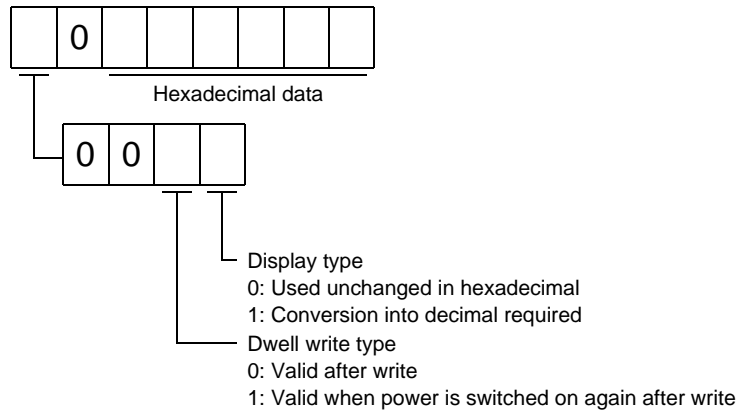 0
Hexadecimal data
0 0
Display type
0: Used unchanged in hexadecimal
1: Conversion into decimal required
Dwell write type
0: Valid after write
1: Valid when power is switched on again after write